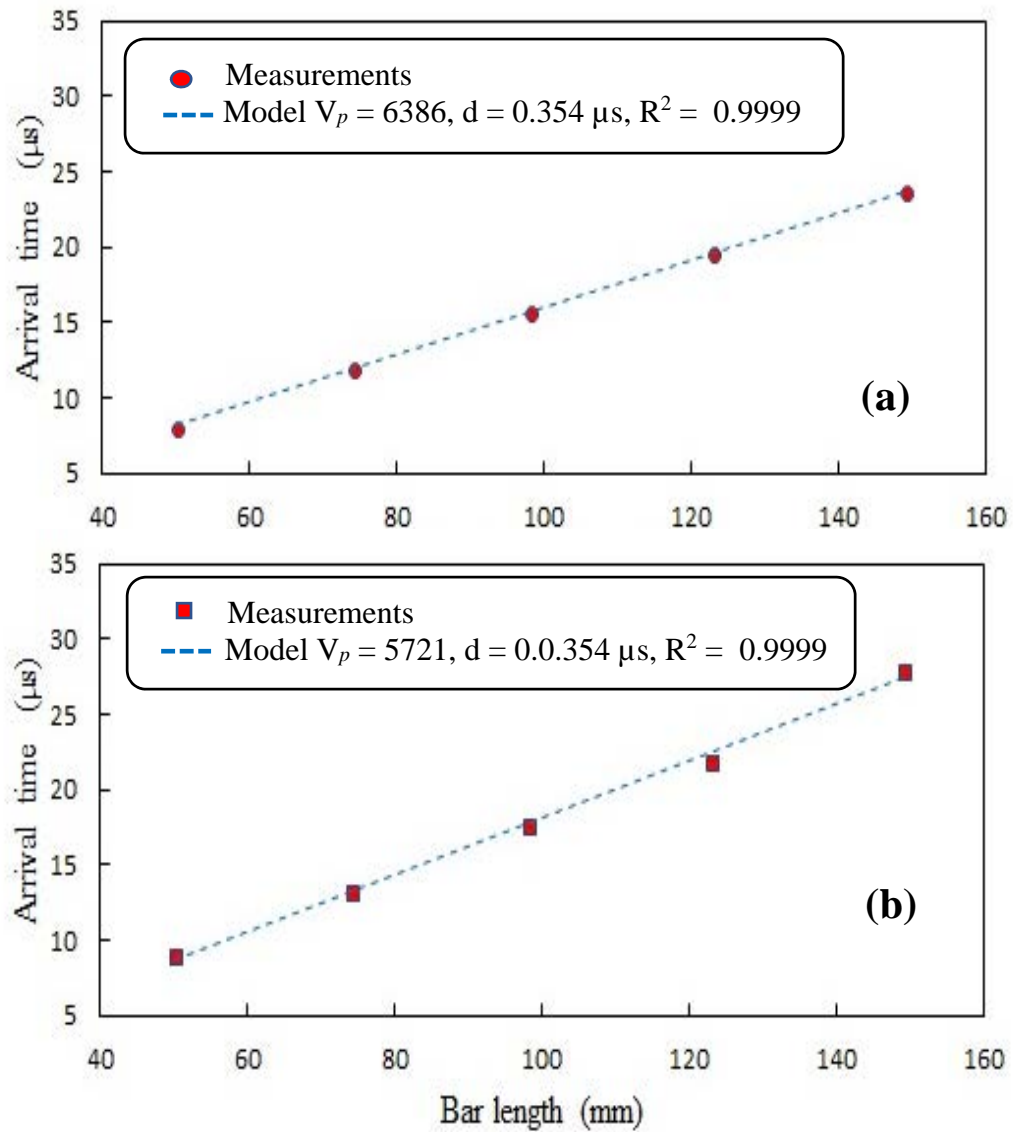 35
30
25
20
15
10
5
Arrival time (μs)
Measurements
Model Vp = 6386, d = 0.354 μs, R² = 0.9999
(a)
40 60 80 100 120 140 160
35
30
25
20
15
10
5
Arrival time (μs)
Measurements
Model Vp = 5721, d = 0.0.354 μs, R² = 0.9999
(b)
40 60 80 100 120 140 160
Bar length (mm)